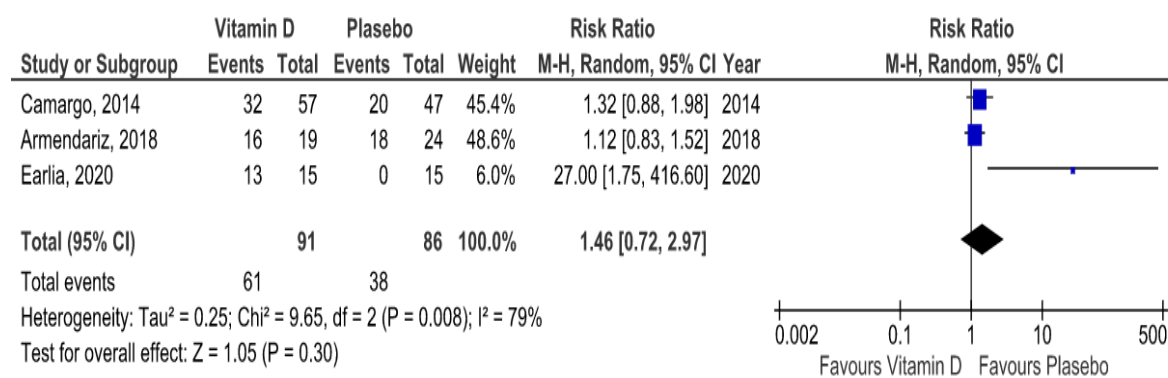 Vitamin D Plasebo Risk Ratio Risk Ratio
Study or Subgroup Events Total Events Total Weight M-H, Random, 95% CI Year M-H, Random, 95% CI
Camargo, 2014 32 57 20 47 45.4% 1.32 [0.88, 1.98] 2014
Armendariz, 2018 16 19 18 24 48.6% 1.12 [0.83, 1.52] 2018
Earlia, 2020 13 15 0 15 6.0% 27.00 [1.75, 416.60] 2020
Total (95% CI) 91 86 100.0% 1.46 [0.72, 2.97]
Total events 61 38
Heterogeneity: Tau² = 0.25; Chi² = 9.65, df = 2 (P = 0.008); I² = 79%
Test for overall effect: Z = 1.05 (P = 0.30)
0.002 0.1 1 10 500
Favours Vitamin D Favours Plasebo